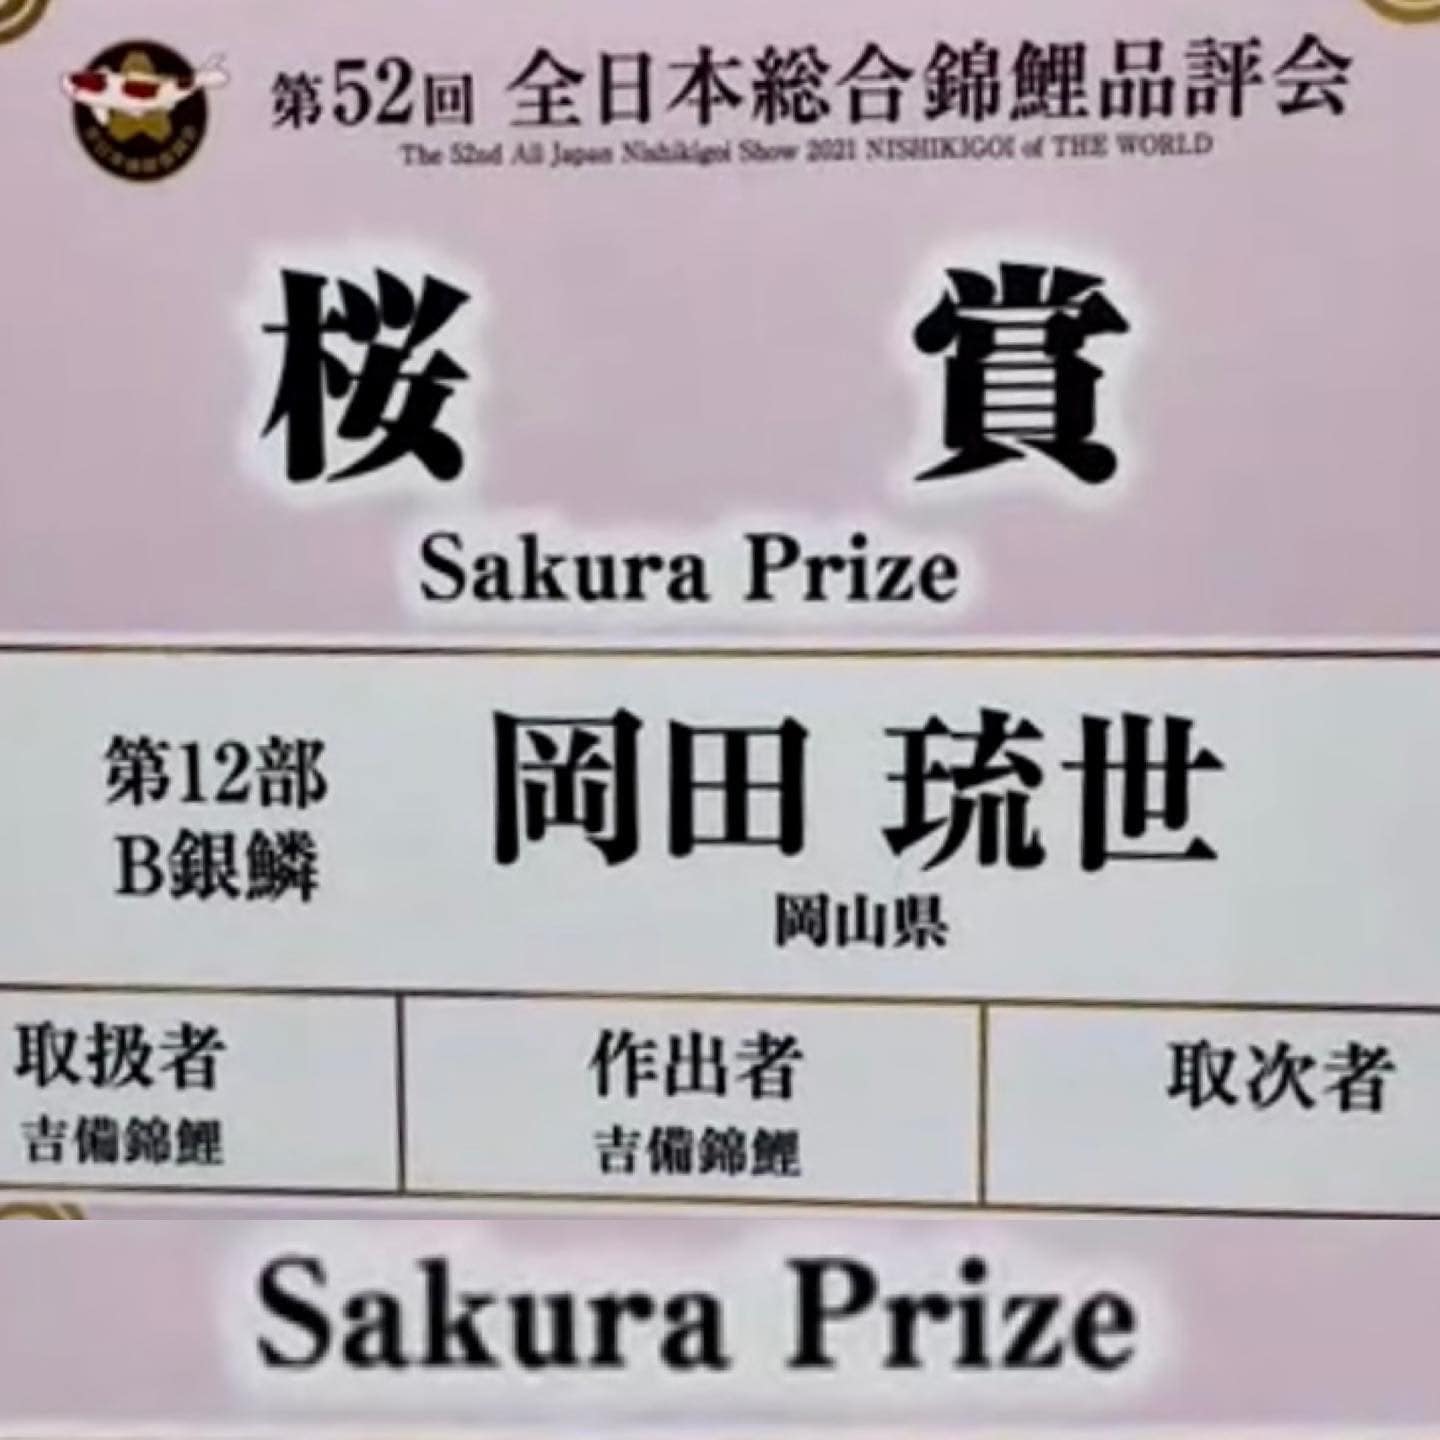 第52回 全日本総合錦鯉品評会
The 52nd All Japan Nishikigoi Show 2021 NISHIKIGOI of THE WORLD
桜 賞
Sakura Prize
第12部
B銀鱗
岡田 琉世
岡山県
取扱者
吉備錦鯉
作出者
吉備錦鯉
取次者
Sakura Prize